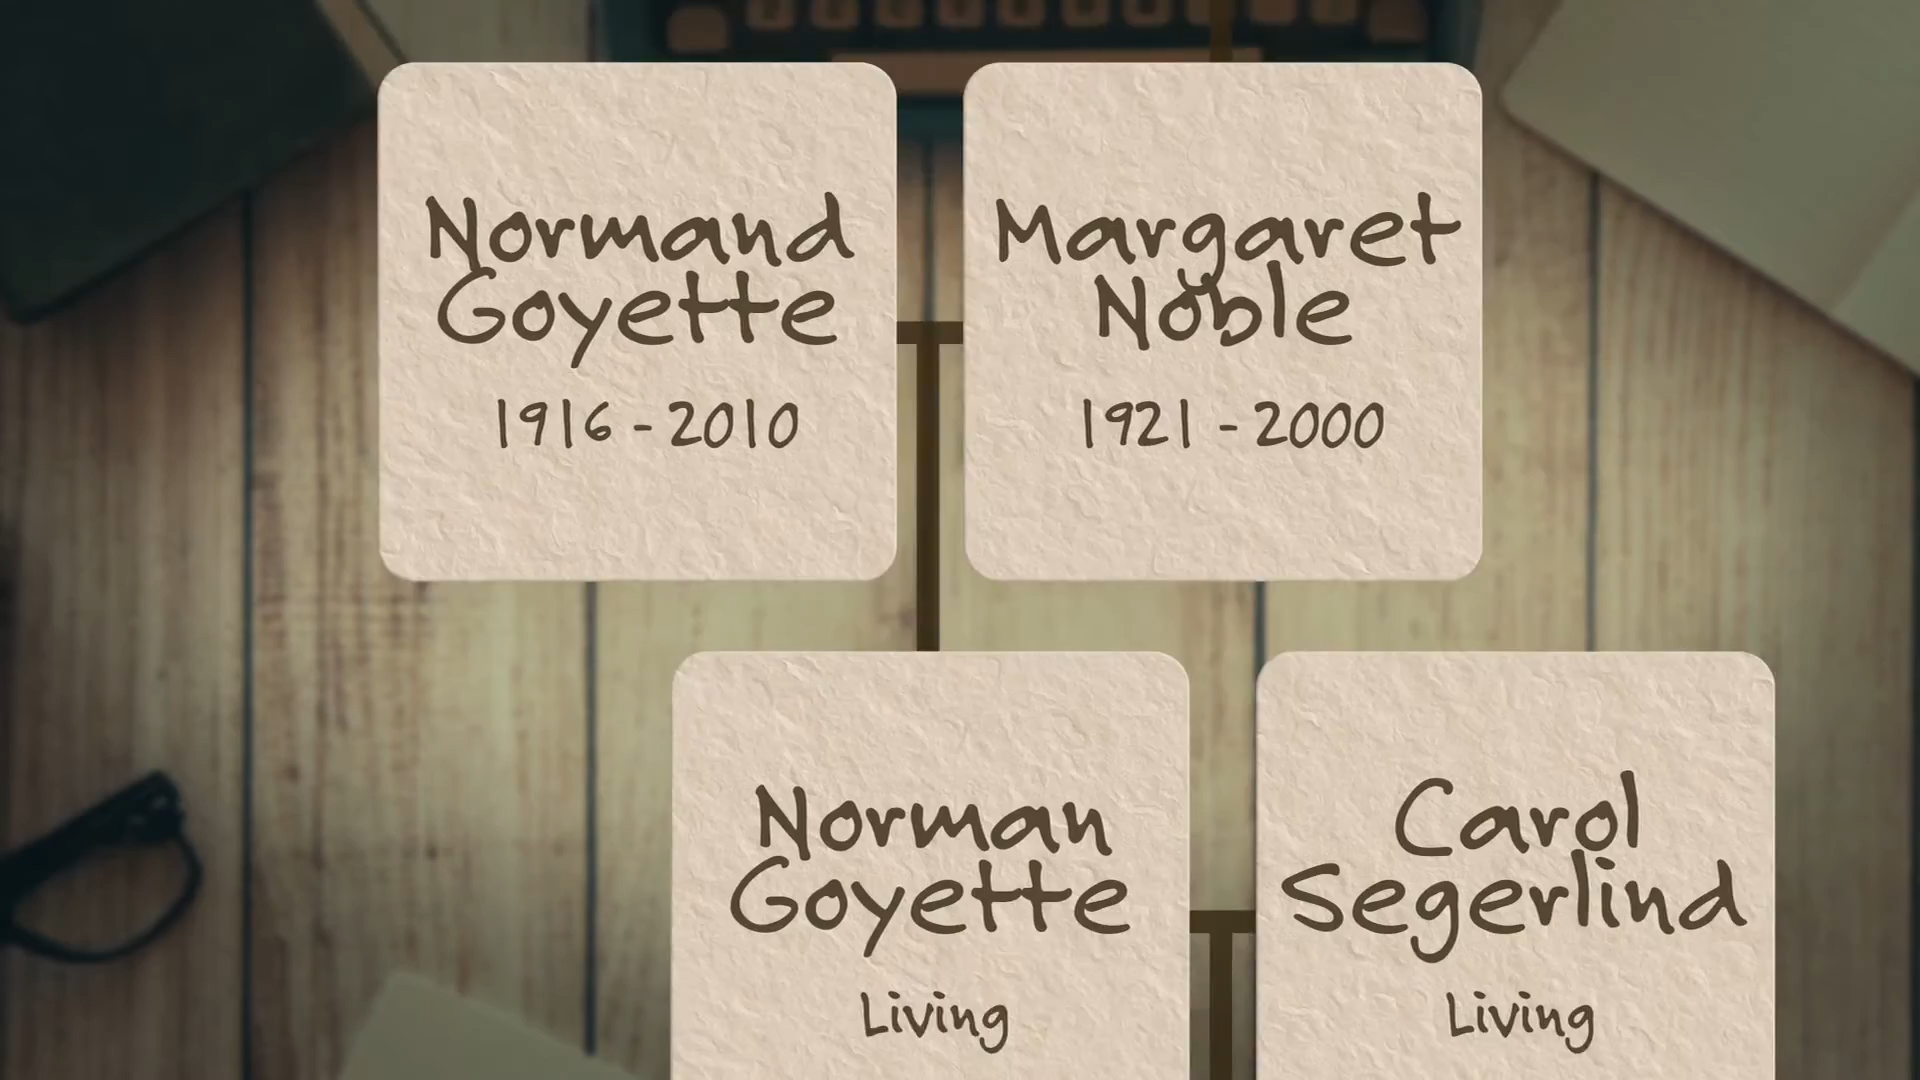 Normand
Goyette
1916 - 2010
Margaret
Noble
1921 - 2000
Norman
Goyette
Living
Carol
Segerlind
Living